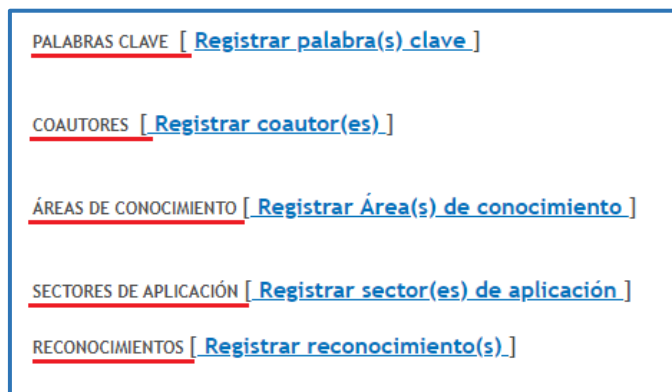 PALABRAS CLAVE [ Registrar palabra(s) clave ]
COAUTORES [ Registrar coautor(es) ]
ÁREAS DE CONOCIMIENTO [ Registrar Área(s) de conocimiento ]
SECTORES DE APLICACIÓN [ Registrar sector(es) de aplicación ]
RECONOCIMIENTOS [ Registrar reconocimiento(s) ]